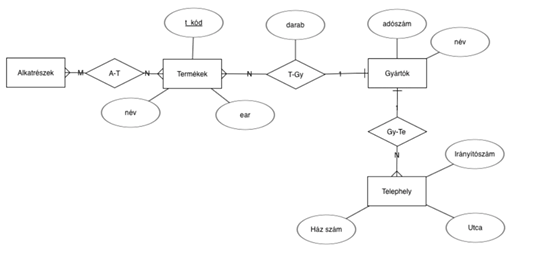 t_kód
darab
adószám
név
Alkatrészek
M
A-T
N
Termékek
N
T-Gy
1
Gyártók
név
ear
1
Gy-Te
N
Irányítószám
Telephely
Ház szám
Utca